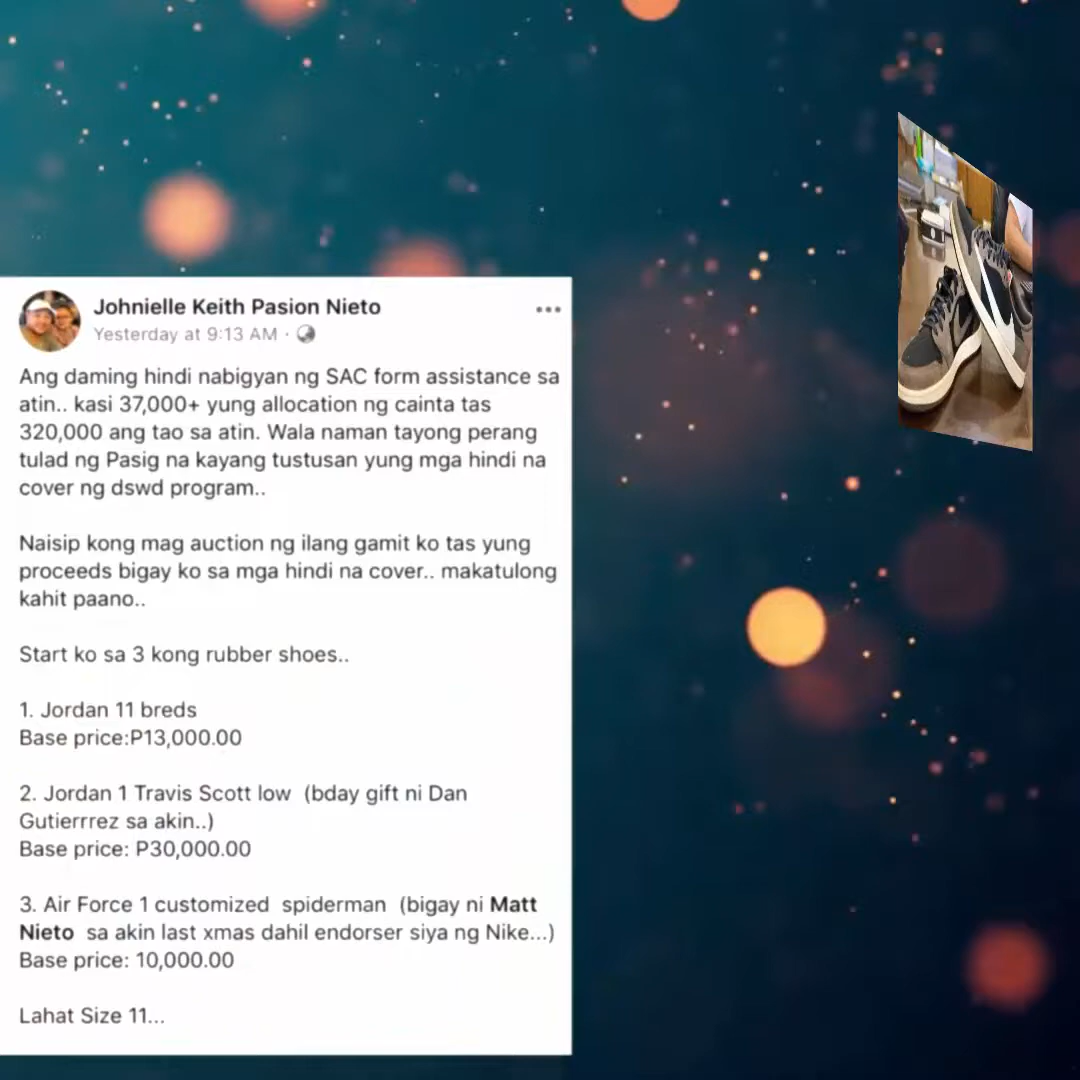 Johnielle Keith Pasion Nieto
Yesterday at 9:13 AM ·
Ang daming hindi nabigyan ng SAC form assistance sa
atin.. kasi 37,000+ yung allocation ng cainta tas
320,000 ang tao sa atin. Wala naman tayong perang
tulad ng Pasig na kayang tustusan yung mga hindi na
cover ng dswd program..
Naisip kong mag auction ng ilang gamit ko tas yung
proceeds bigay ko sa mga hindi na cover.. makatulong
kahit paano..
Start ko sa 3 kong rubber shoes..
1. Jordan 11 breds
Base price:P13,000.00
2. Jordan 1 Travis Scott low (bday gift ni Dan
Gutierrrez sa akin..)
Base price: P30,000.00
3. Air Force 1 customized spiderman (bigay ni Matt
Nieto sa akin last xmas dahil endorser siya ng Nike...)
Base price: 10,000.00
Lahat Size 11...